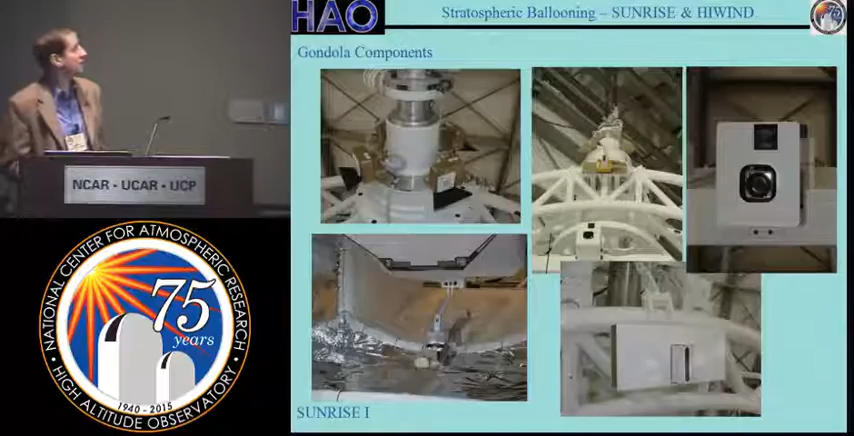 HAO
Stratospheric Ballooning – SUNRISE & HIWIND
75
Gondola Components
NCAR - UCAR - UCP
NATIONAL CENTER FOR ATMOSPHERIC RESEARCH
75
years
1940 - 2015
HIGH ALTITUDE OBSERVATORY
SUNRISE I